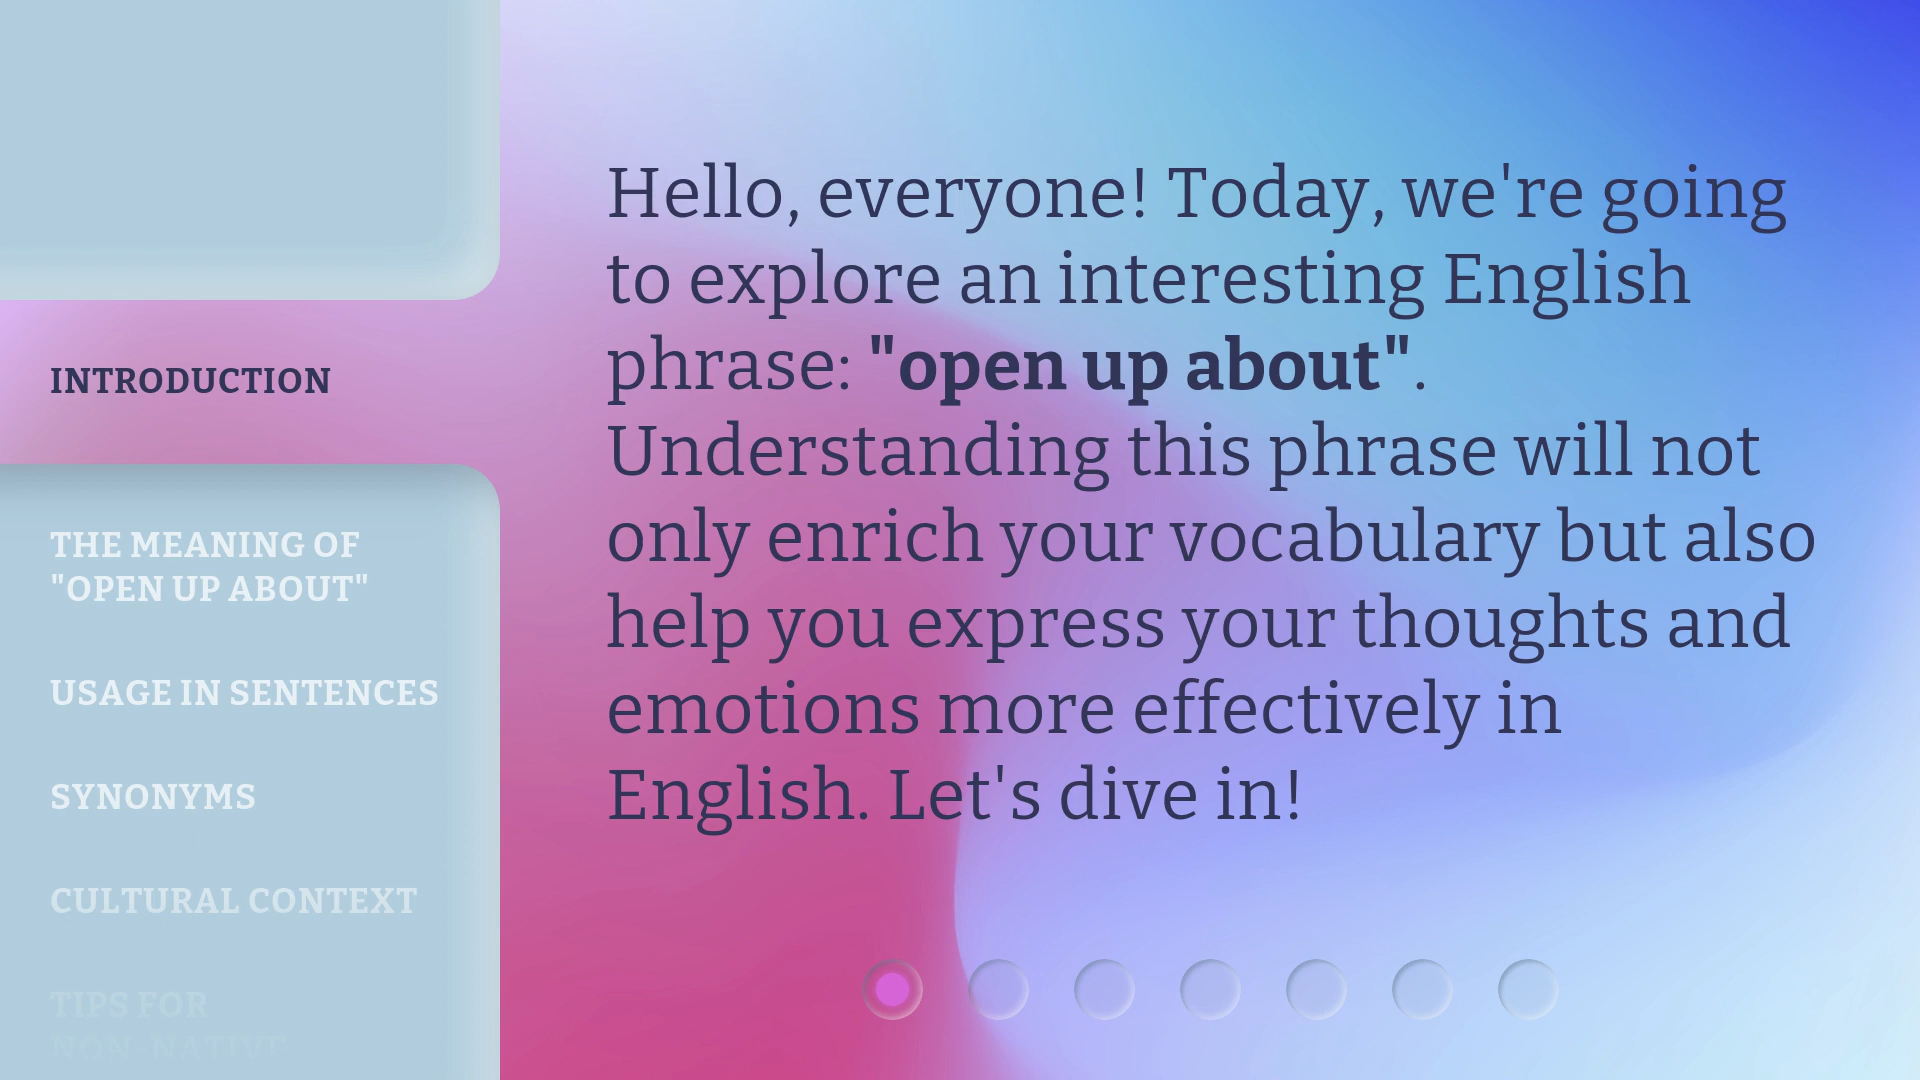 INTRODUCTION
THE MEANING OF
"OPEN UP ABOUT"
USAGE IN SENTENCES
SYNONYMS
CULTURAL CONTEXT
TIPS FOR
NON-NATIVE
Hello, everyone! Today, we're going
to explore an interesting English
phrase: "open up about".
Understanding this phrase will not
only enrich your vocabulary but also
help you express your thoughts and
emotions more effectively in
English. Let's dive in!